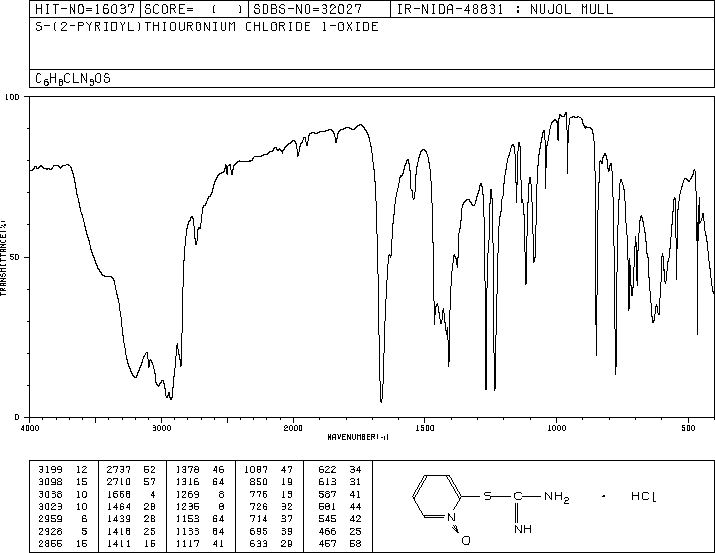 HIT-NO=16037 SCORE= ( ) SDBS-NO=32027 IR-NIDA-48831 : NUJOL MULL
S-(2-PYRIDYL)THIOURONIUM CHLORIDE 1-OXIDE
C6H8CLN3OS
100
50
0
TRANSMITTANCE(%)
4000 3000 2000 1500 1000 500
WAVENUMBER(-1)
3199 12 2737 52 1378 46 1087 47 622 34
3098 15 2710 57 1316 64 850 19 613 31
3038 10 1668 4 1269 8 776 13 587 41
3023 10 1464 28 1236 8 726 32 581 44
2959 6 1439 28 1153 64 714 37 545 42
2928 5 1418 25 1133 64 695 39 466 25
2855 15 1411 15 1117 41 633 29 457 58
S C NH2 · HCl
N NH
O